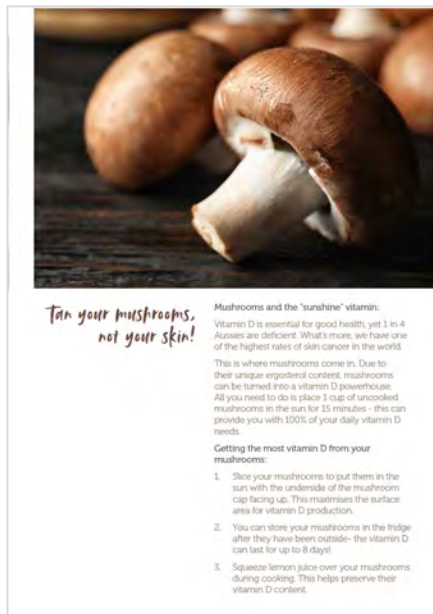 Tan your mushrooms,
not your skin!
Mushrooms and the "sunshine" vitamin:
Vitamin D is essential for good health, yet 1 in 4
Aussies are deficient. What's more, we have one
of the highest rates of skin cancer in the world.
This is where mushrooms come in. Due to
their unique ergosterol content, mushrooms
can be turned into a vitamin D powerhouse.
All you need to do is place 1 cup of uncooked
mushrooms in the sun for 15 minutes - this can
provide you with 100% of your daily vitamin D
needs.
Getting the most vitamin D from your
mushrooms:
1. Slice your mushrooms to put them in the
sun with the underside of the mushroom
cap facing up. This maximises the surface
area for vitamin D production.
2. You can store your mushrooms in the fridge
after they have been outside- the vitamin D
can last for up to 8 days!
3. Squeeze lemon juice over your mushrooms
during cooking. This helps preserve their
vitamin D content.